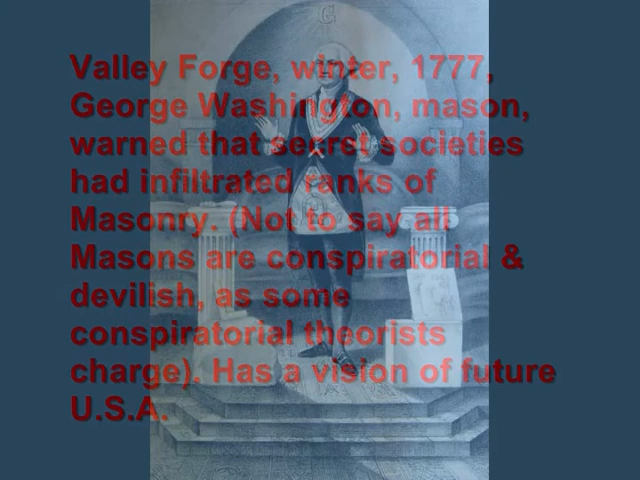 G
Valley Forge, winter, 1777,
George Washington, mason,
warned that secret societies
had infiltrated ranks of
Masonry. (Not to say all
Masons are conspiratorial &
devilish, as some
conspiratorial theorists
charge). Has a vision of future
U.S.A.